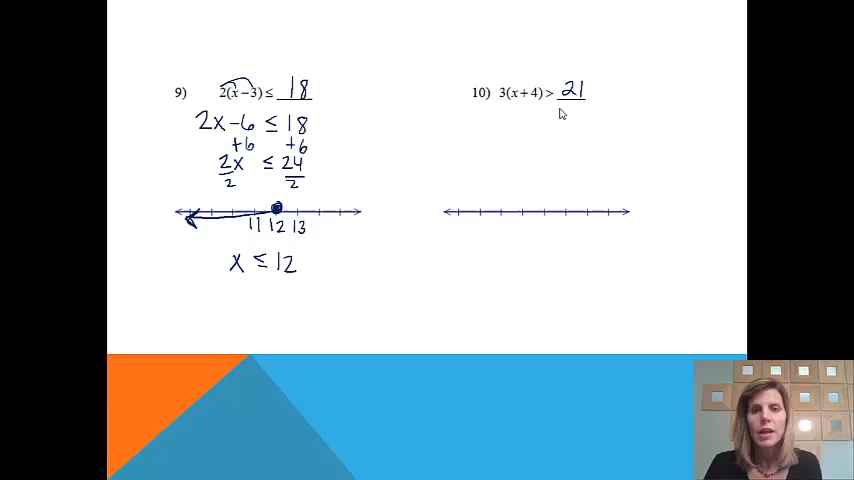 9) 2(x − 3) ≤ 18
2x − 6 ≤ 18
+6 +6
2x ≤ 24
2 2
11 12 13
x ≤ 12
10) 3(x + 4) > 21